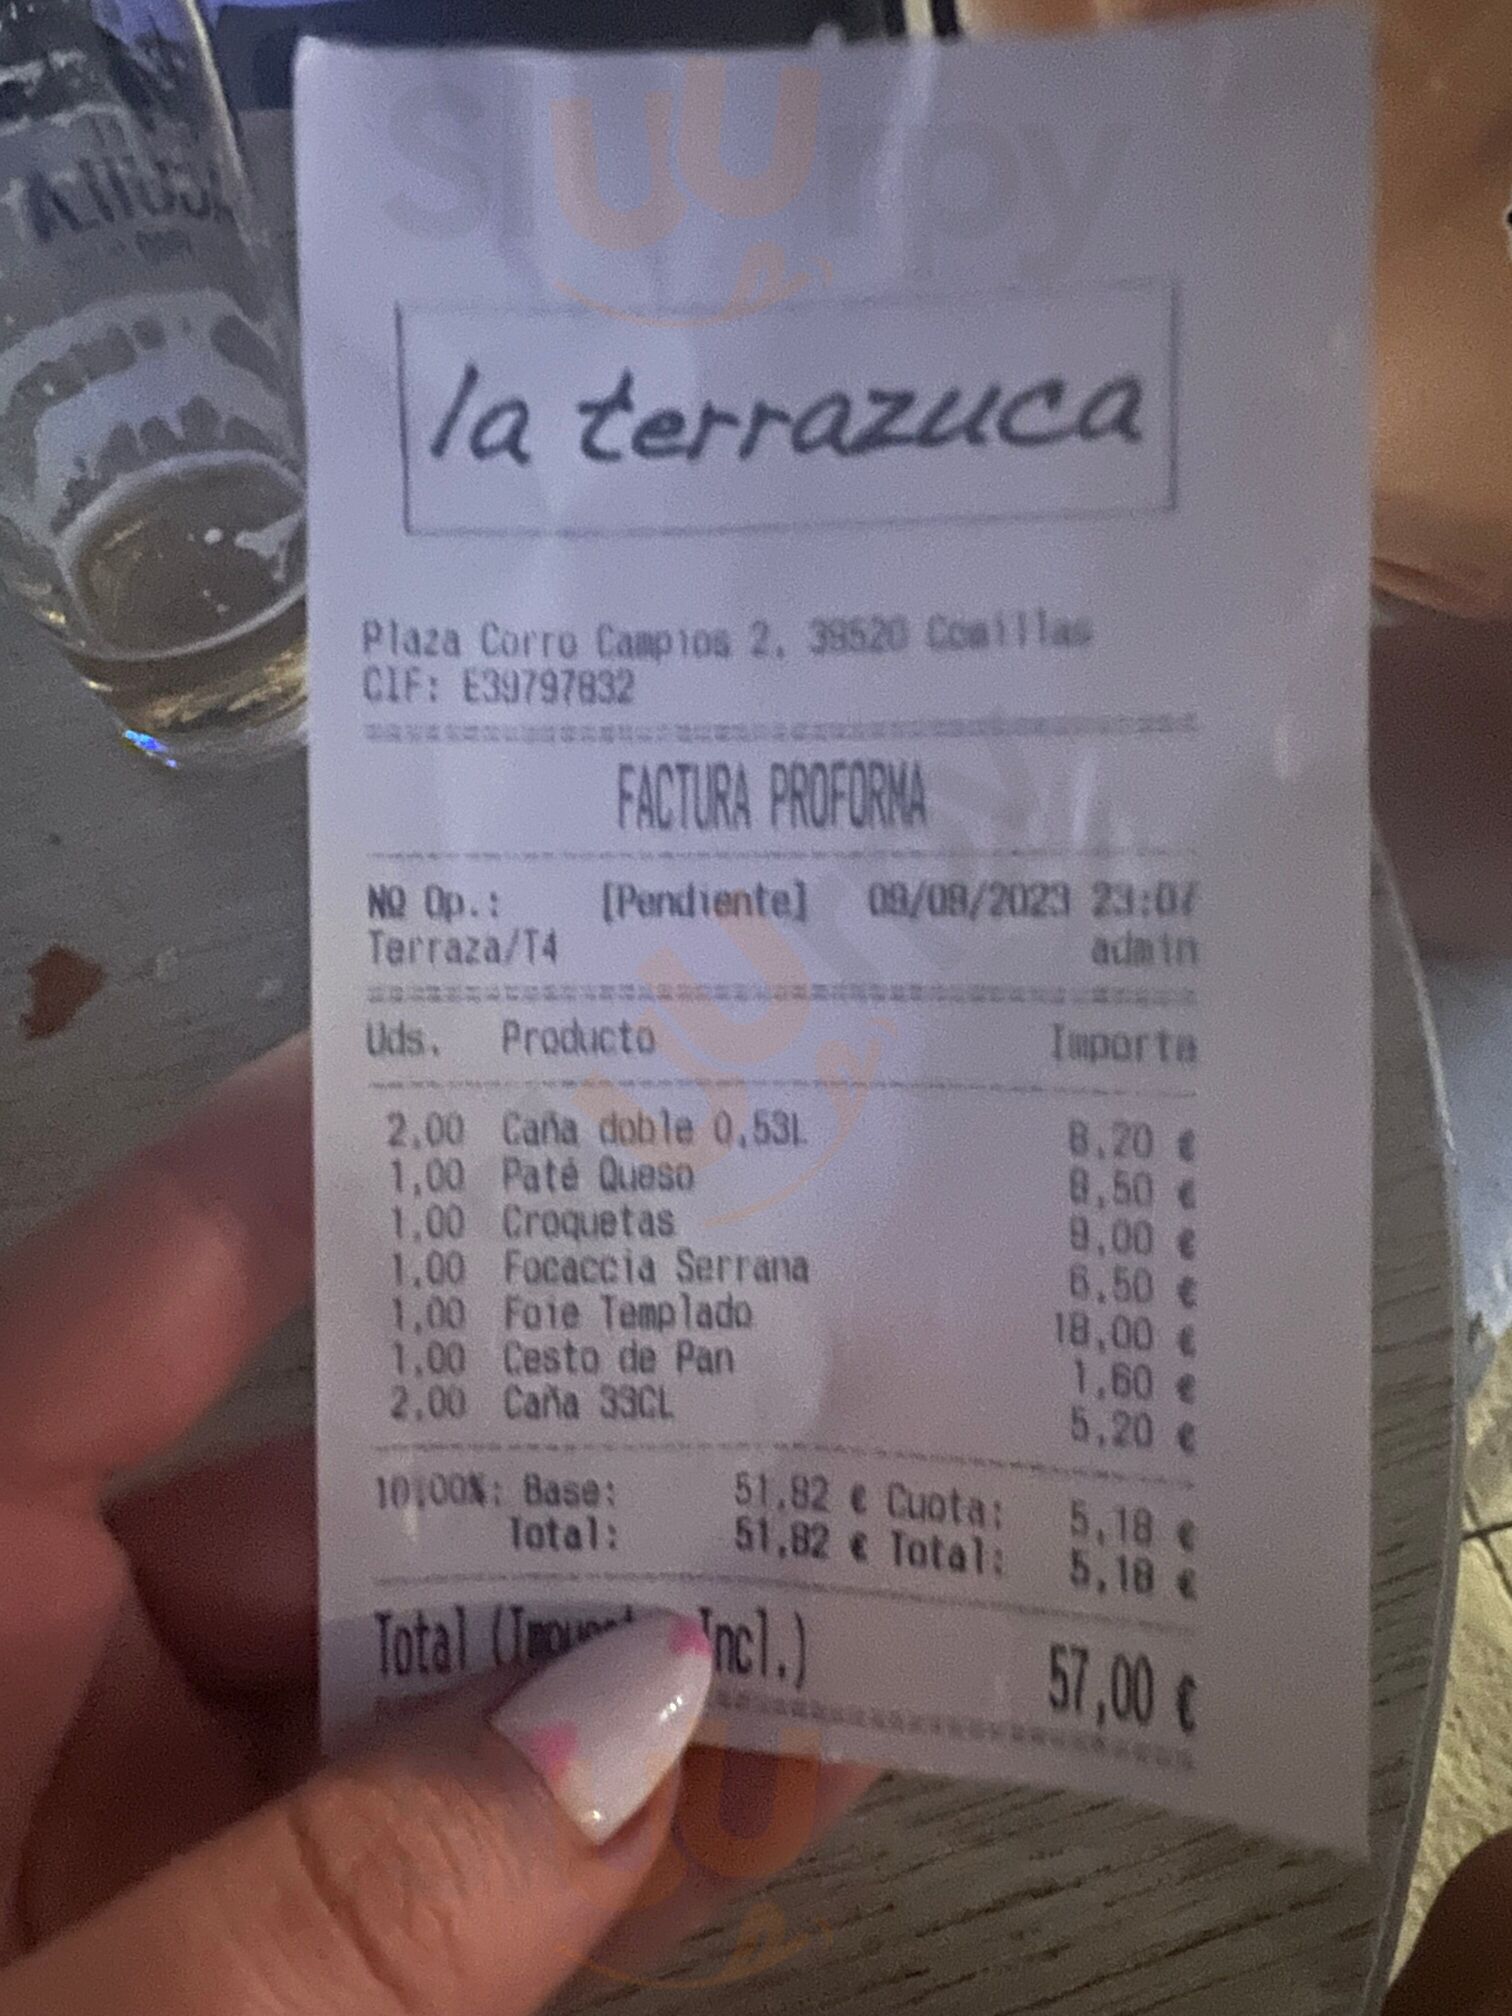 la terrazuca
Plaza Corro Campios 2, 39520 Comillas
CIF: E39797832
FACTURA PROFORMA
Nº Op.: [Pendiente] 09/09/2023 23:07
Terraza/T4 admin
Uds. Producto Importe
2,00 Caña doble 0,53L 8,20 €
1,00 Paté Queso 8,50 €
1,00 Croquetas 9,00 €
1,00 Focaccia Serrana 6,50 €
1,00 Foie Templado 18,00 €
1,00 Cesto de Pan 1,60 €
2,00 Caña 33CL 5,20 €
10,00%: Base: 51,82 € Cuota: 5,18 €
Total: 51,82 € Total: 5,18 €
Total ( Incl.) 57,00 €